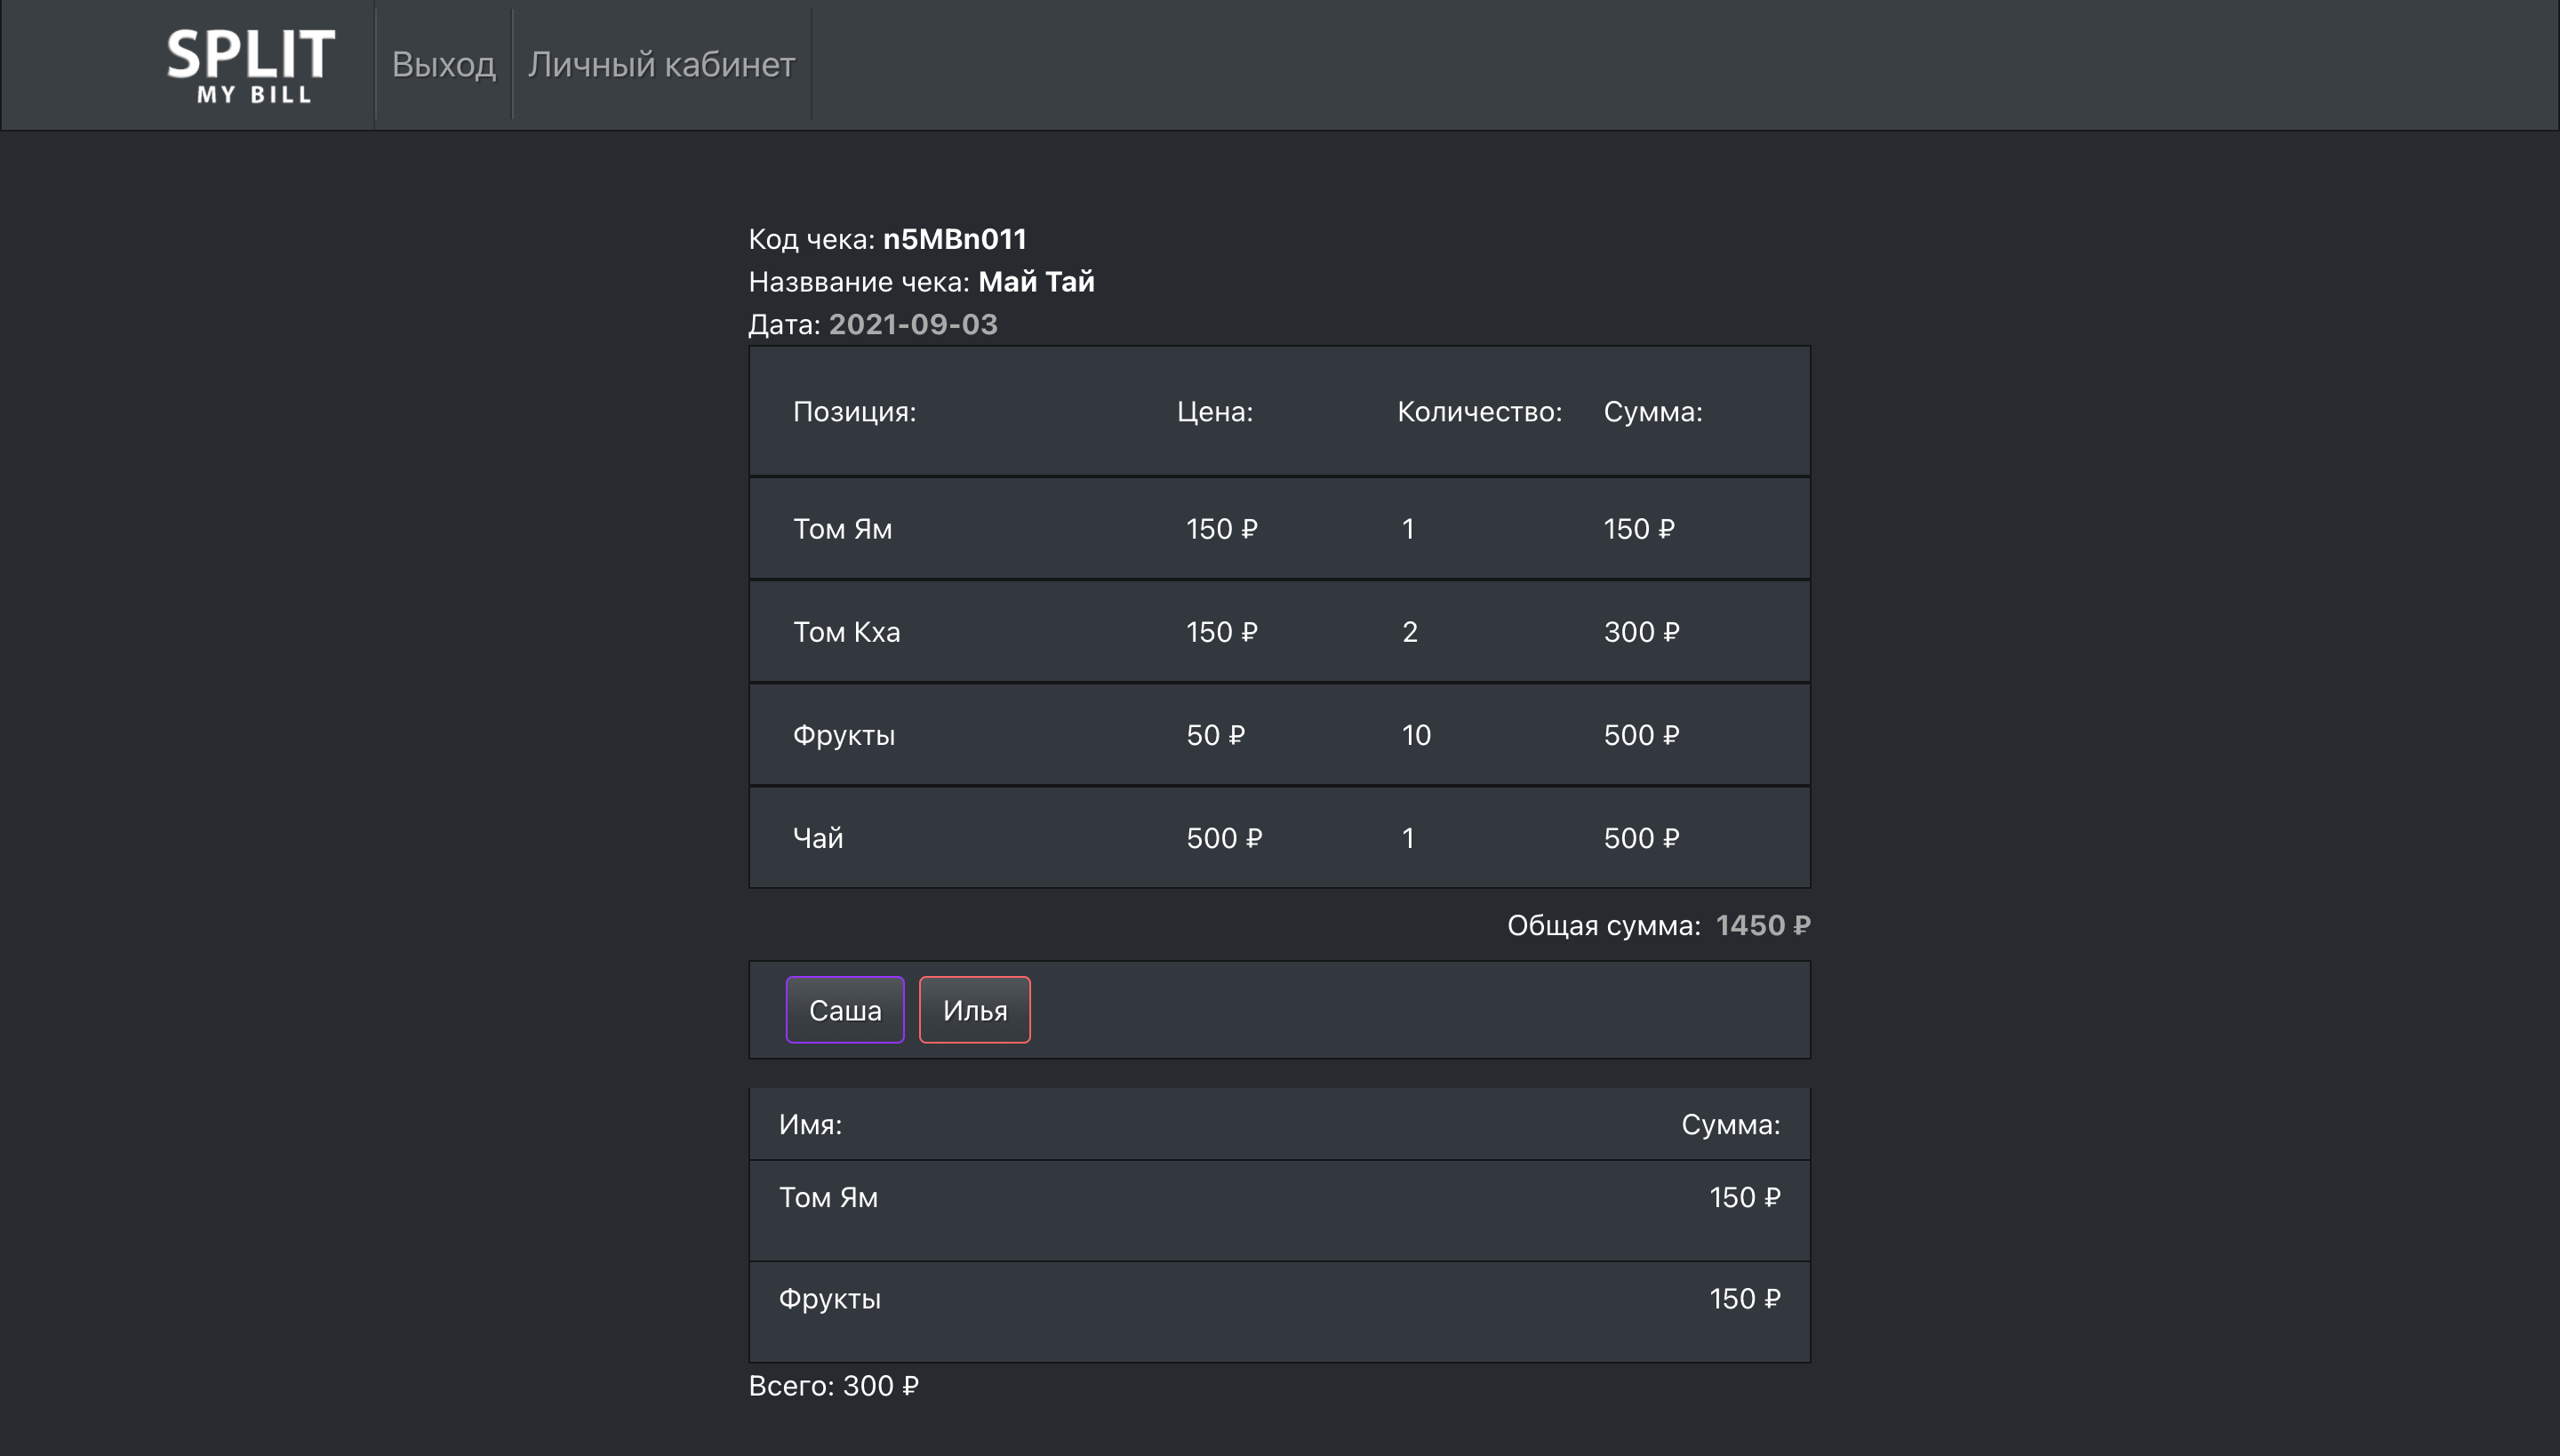 SPLIT
MY BILL
Выход
Личный кабинет
Код чека: n5MBn011
Назввание чека: Май Тай
Дата: 2021-09-03
Позиция: Цена: Количество: Сумма:
Том Ям 150 ₽ 1 150 ₽
Том Кха 150 ₽ 2 300 ₽
Фрукты 50 ₽ 10 500 ₽
Чай 500 ₽ 1 500 ₽
Общая сумма: 1450 ₽
Саша Илья
Имя: Сумма:
Том Ям 150 ₽
Фрукты 150 ₽
Всего: 300 ₽